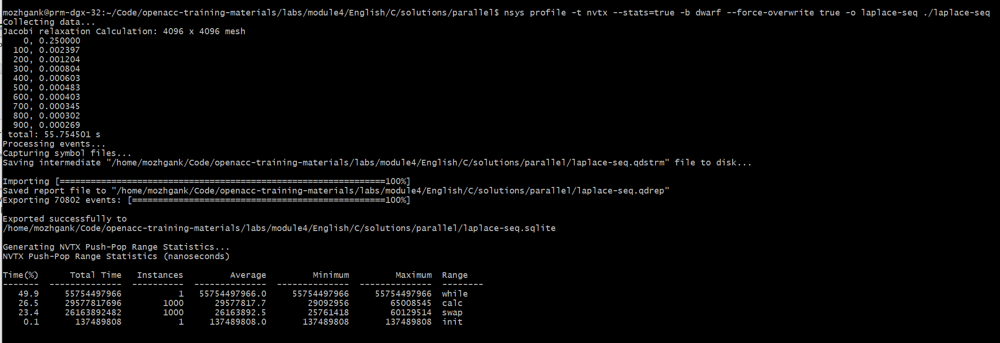 mozhgank@prm-dgx-32:~/Code/openacc-training-materials/labs/module4/English/C/solutions/parallel$ nsys profile -t nvtx --stats=true -b dwarf --force-overwrite true -o laplace-seq ./laplace-seq
Collecting data...
Jacobi relaxation Calculation: 4096 x 4096 mesh
    0, 0.250000
  100, 0.002397
  200, 0.001204
  300, 0.000804
  400, 0.000603
  500, 0.000483
  600, 0.000403
  700, 0.000345
  800, 0.000302
  900, 0.000269
 total: 55.754501 s
Processing events...
Capturing symbol files...
Saving intermediate "/home/mozhgank/Code/openacc-training-materials/labs/module4/English/C/solutions/parallel/laplace-seq.qdstrm" file to disk...
Importing [===============================================================100%]
Saved report file to "/home/mozhgank/Code/openacc-training-materials/labs/module4/English/C/solutions/parallel/laplace-seq.qdrep"
Exporting 70802 events: [=================================================100%]
Exported successfully to
/home/mozhgank/Code/openacc-training-materials/labs/module4/English/C/solutions/parallel/laplace-seq.sqlite
Generating NVTX Push-Pop Range Statistics...
NVTX Push-Pop Range Statistics (nanoseconds)
Time(%)      Total Time   Instances         Average         Minimum         Maximum  Range
-------  --------------  ----------  --------------  --------------  --------------  --------
   49.9     55754497966           1   55754497966.0     55754497966     55754497966  while
   26.5     29577817696        1000      29577817.7        29092956        65008545  calc
   23.4     26163892482        1000      26163892.5        25761418        60129514  swap
    0.1       137489808           1     137489808.0       137489808       137489808  init